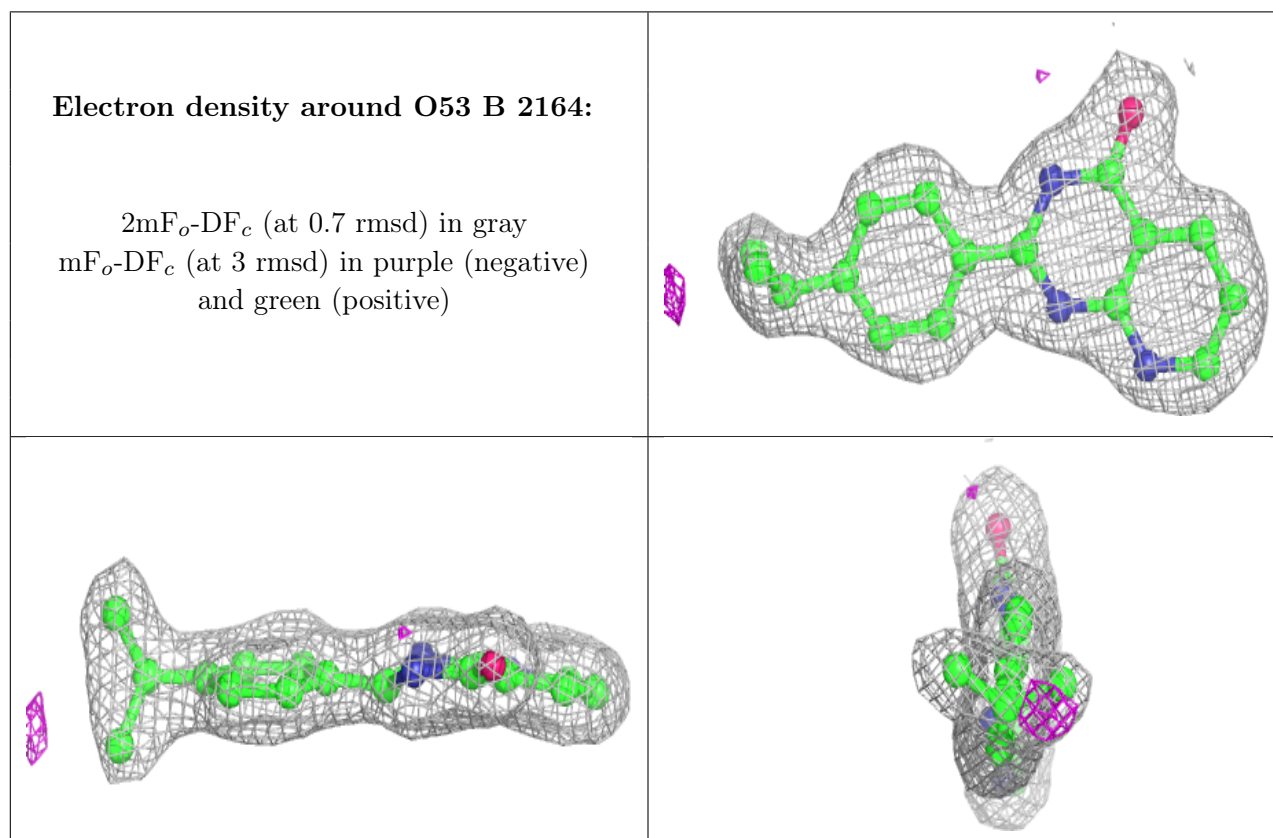 Electron density around O53 B 2164:
2mFo-DFc (at 0.7 rmsd) in gray
mFo-DFc (at 3 rmsd) in purple (negative)
and green (positive)